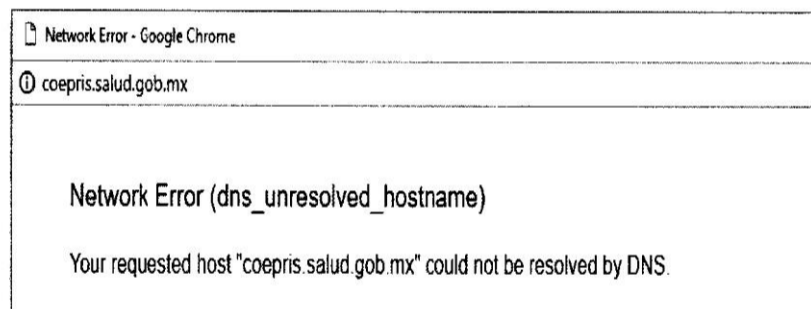 Network Error - Google Chrome
coepris.salud.gob.mx
Network Error (dns_unresolved_hostname)
Your requested host "coepris.salud.gob.mx" could not be resolved by DNS.